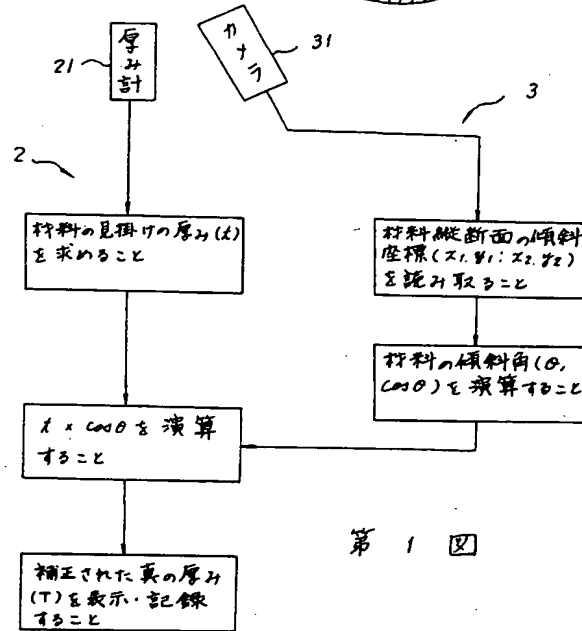 厚み計
21
カメラ
31
3
2
材料の見掛けの厚み(t)
を求めること
材料縦断面の傾斜
座標(x1.y1:x2.y2)
を読み取ること
材料の傾斜角(θ,
cosθ)を演算すること
t×cosθを演算
すること
補正された真の厚み
(T)を表示・記録
すること
第1図